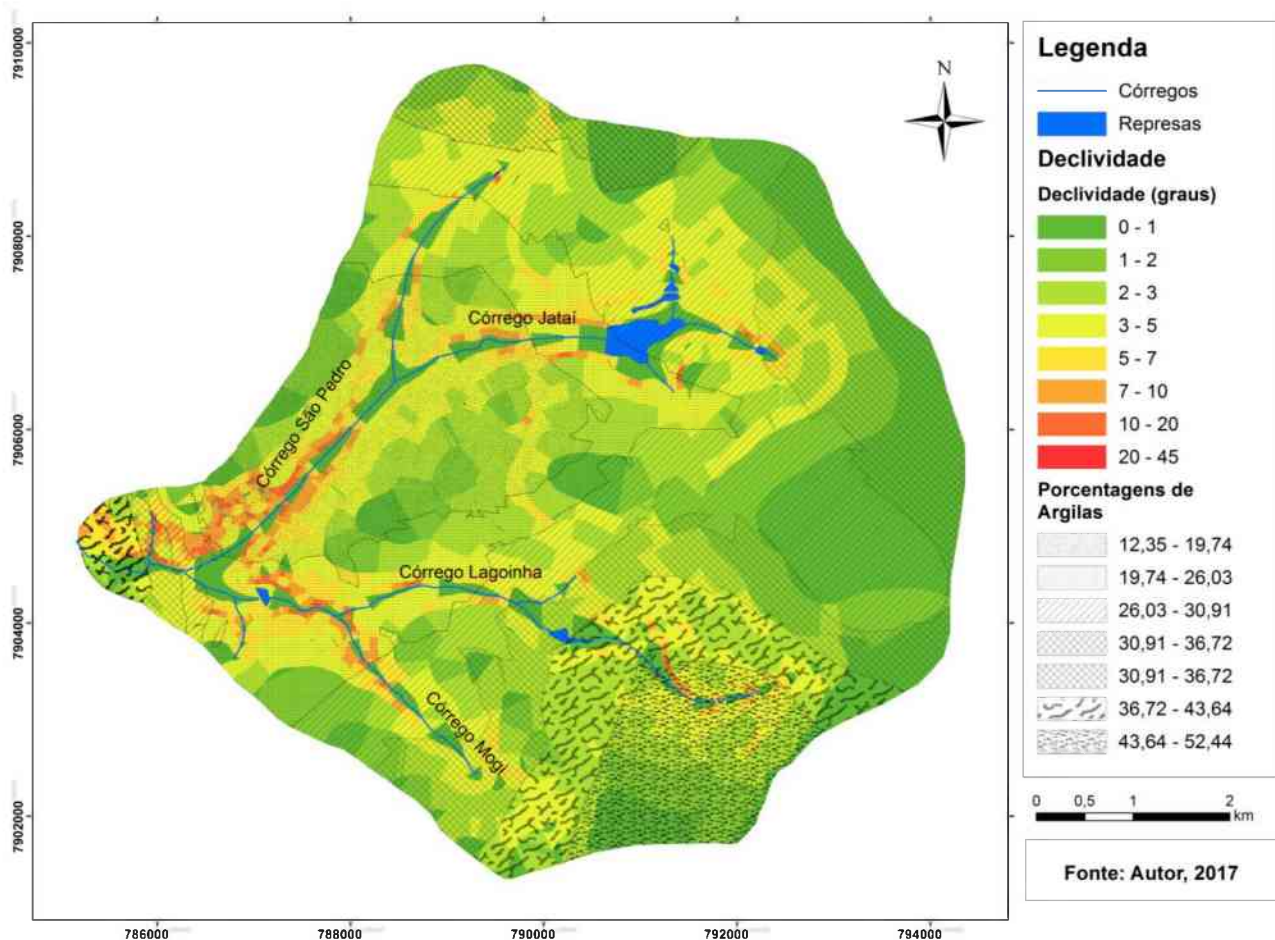 7910000
7908000
7906000
7904000
7902000
786000
788000
790000
792000
794000
N
Córrego Jataí
Córrego São Pedro
Córrego Lagoinha
Córrego Mogi
Legenda
Córregos
Represas
Declividade
Declividade (graus)
0 - 1
1 - 2
2 - 3
3 - 5
5 - 7
7 - 10
10 - 20
20 - 45
Porcentagens de
Argilas
12,35 - 19,74
19,74 - 26,03
26,03 - 30,91
30,91 - 36,72
30,91 - 36,72
36,72 - 43,64
43,64 - 52,44
0 0,5 1 2
km
Fonte: Autor, 2017